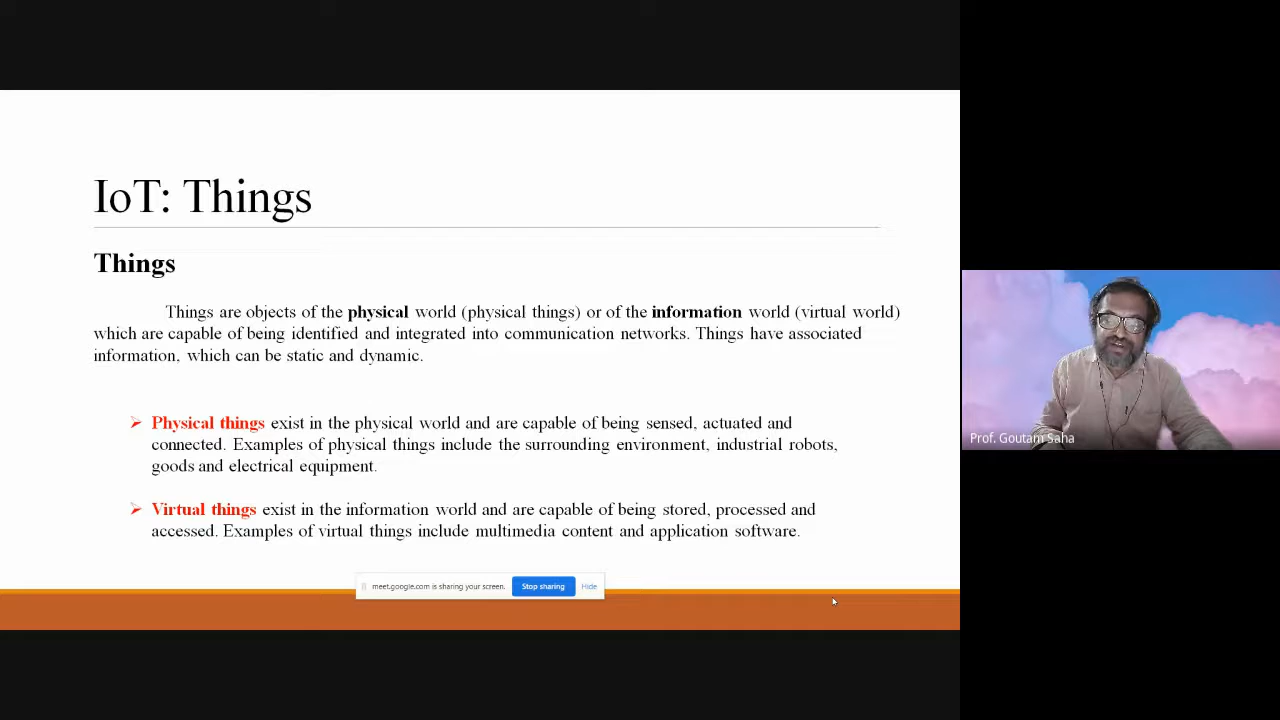 IoT: Things
Things
Things are objects of the physical world (physical things) or of the information world (virtual world)
which are capable of being identified and integrated into communication networks. Things have associated
information, which can be static and dynamic.
➢ Physical things exist in the physical world and are capable of being sensed, actuated and
connected. Examples of physical things include the surrounding environment, industrial robots,
goods and electrical equipment.
➢ Virtual things exist in the information world and are capable of being stored, processed and
accessed. Examples of virtual things include multimedia content and application software.
meet.google.com is sharing your screen. Stop sharing Hide
Prof. Goutam Saha